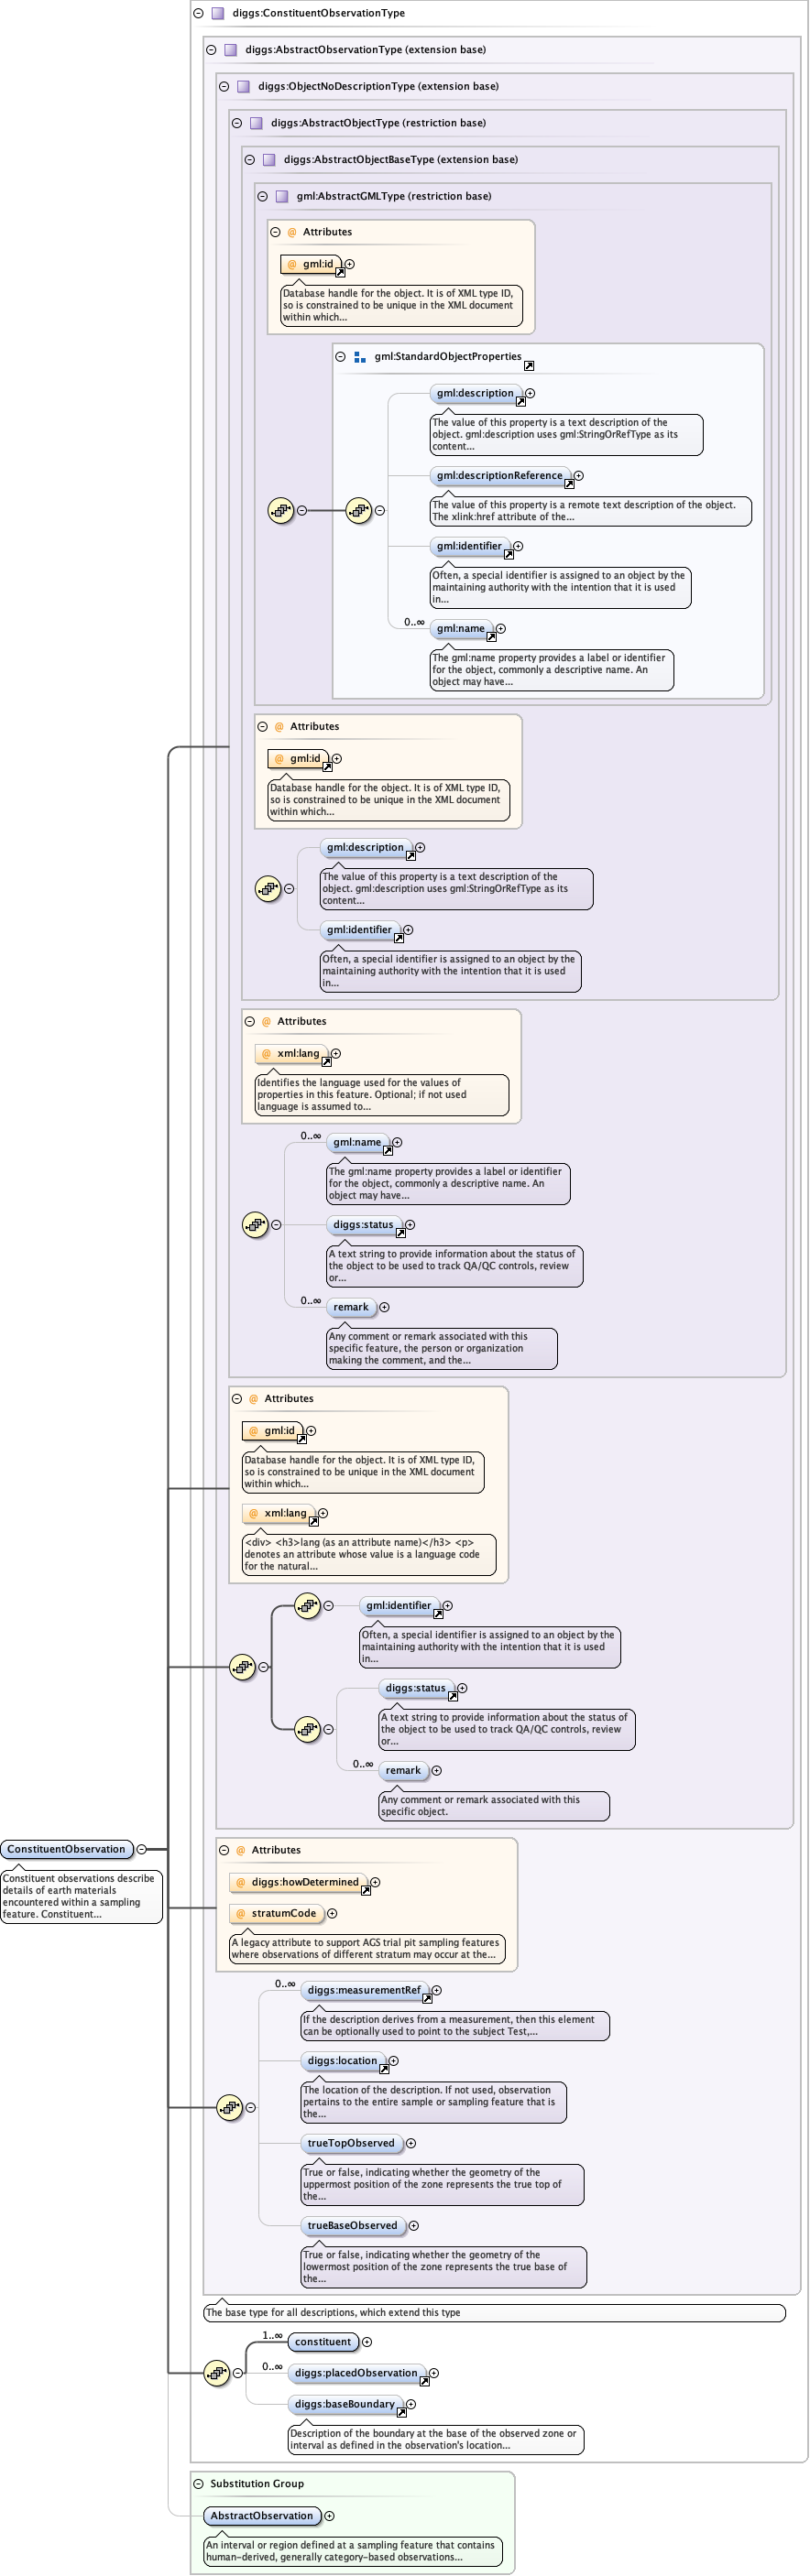 diggs:ConstituentObservationType
diggs:AbstractObservationType (extension base)
diggs:ObjectNoDescriptionType (extension base)
diggs:AbstractObjectType (restriction base)
diggs:AbstractObjectBaseType (extension base)
gml:AbstractGMLType (restriction base)
@ Attributes
@ gml:id
Database handle for the object. It is of XML type ID,
so is constrained to be unique in the XML document
within which...
gml:StandardObjectProperties
gml:description
The value of this property is a text description of the
object. gml:description uses gml:StringOrRefType as its
content...
gml:descriptionReference
The value of this property is a remote text description of the object.
The xlink:href attribute of the...
gml:identifier
Often, a special identifier is assigned to an object by the
maintaining authority with the intention that it is used
in...
0..∞ gml:name
The gml:name property provides a label or identifier
for the object, commonly a descriptive name. An
object may have...
@ Attributes
@ gml:id
Database handle for the object. It is of XML type ID,
so is constrained to be unique in the XML document
within which...
gml:description
The value of this property is a text description of the
object. gml:description uses gml:StringOrRefType as its
content...
gml:identifier
Often, a special identifier is assigned to an object by the
maintaining authority with the intention that it is used
in...
@ Attributes
@ xml:lang
Identifies the language used for the values of
properties in this feature. Optional; if not used
language is assumed to...
0..∞ gml:name
The gml:name property provides a label or identifier
for the object, commonly a descriptive name. An
object may have...
diggs:status
A text string to provide information about the status of
the object to be used to track QA/QC controls, review
or...
0..∞ remark
Any comment or remark associated with this
specific feature, the person or organization
making the comment, and the...
@ Attributes
@ gml:id
Database handle for the object. It is of XML type ID,
so is constrained to be unique in the XML document
within which...
@ xml:lang
<div> <h3>lang (as an attribute name)</h3> <p>
denotes an attribute whose value is a language code
for the natural...
gml:identifier
Often, a special identifier is assigned to an object by the
maintaining authority with the intention that it is used
in...
diggs:status
A text string to provide information about the status of
the object to be used to track QA/QC controls, review
or...
0..∞ remark
Any comment or remark associated with this
specific object.
ConstituentObservation
Constituent observations describe
details of earth materials
encountered within a sampling
feature. Constituent...
@ Attributes
@ diggs:howDetermined
@ stratumCode
A legacy attribute to support AGS trial pit sampling features
where observations of different stratum may occur at the...
0..∞ diggs:measurementRef
If the description derives from a measurement, then this element
can be optionally used to point to the subject Test,...
diggs:location
The location of the description. If not used, observation
pertains to the entire sample or sampling feature that is
the...
trueTopObserved
True or false, indicating whether the geometry of the
uppermost position of the zone represents the true top of
the...
trueBaseObserved
True or false, indicating whether the geometry of the
lowermost position of the zone represents the true base of
the...
The base type for all descriptions, which extend this type
1..∞ constituent
0..∞ diggs:placedObservation
diggs:baseBoundary
Description of the boundary at the base of the observed zone or
interval as defined in the observation's location...
Substitution Group
AbstractObservation
An interval or region defined at a sampling feature that contains
human-derived, generally category-based observations...